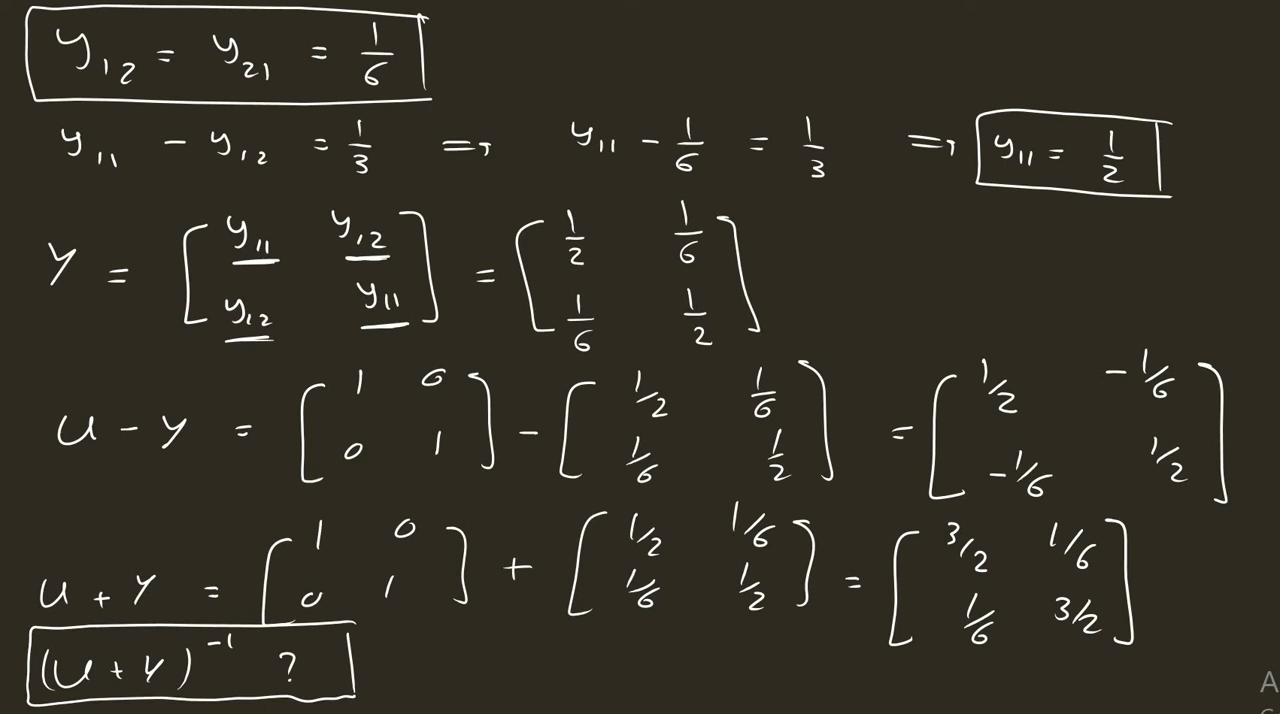 y₁₂ = y₂₁ = 1/6
y₁₁ - y₁₂ = 1/3 ⇒ y₁₁ - 1/6 = 1/3 ⇒ y₁₁ = 1/2
Y = [ y₁₁ y₁₂ ; y₁₂ y₁₁ ] = [ 1/2 1/6 ; 1/6 1/2 ]
U - Y = [ 1 0 ; 0 1 ] - [ 1/2 1/6 ; 1/6 1/2 ] = [ 1/2 -1/6 ; -1/6 1/2 ]
U + Y = [ 1 0 ; 0 1 ] + [ 1/2 1/6 ; 1/6 1/2 ] = [ 3/2 1/6 ; 1/6 3/2 ]
(U + Y)⁻¹ ?
A